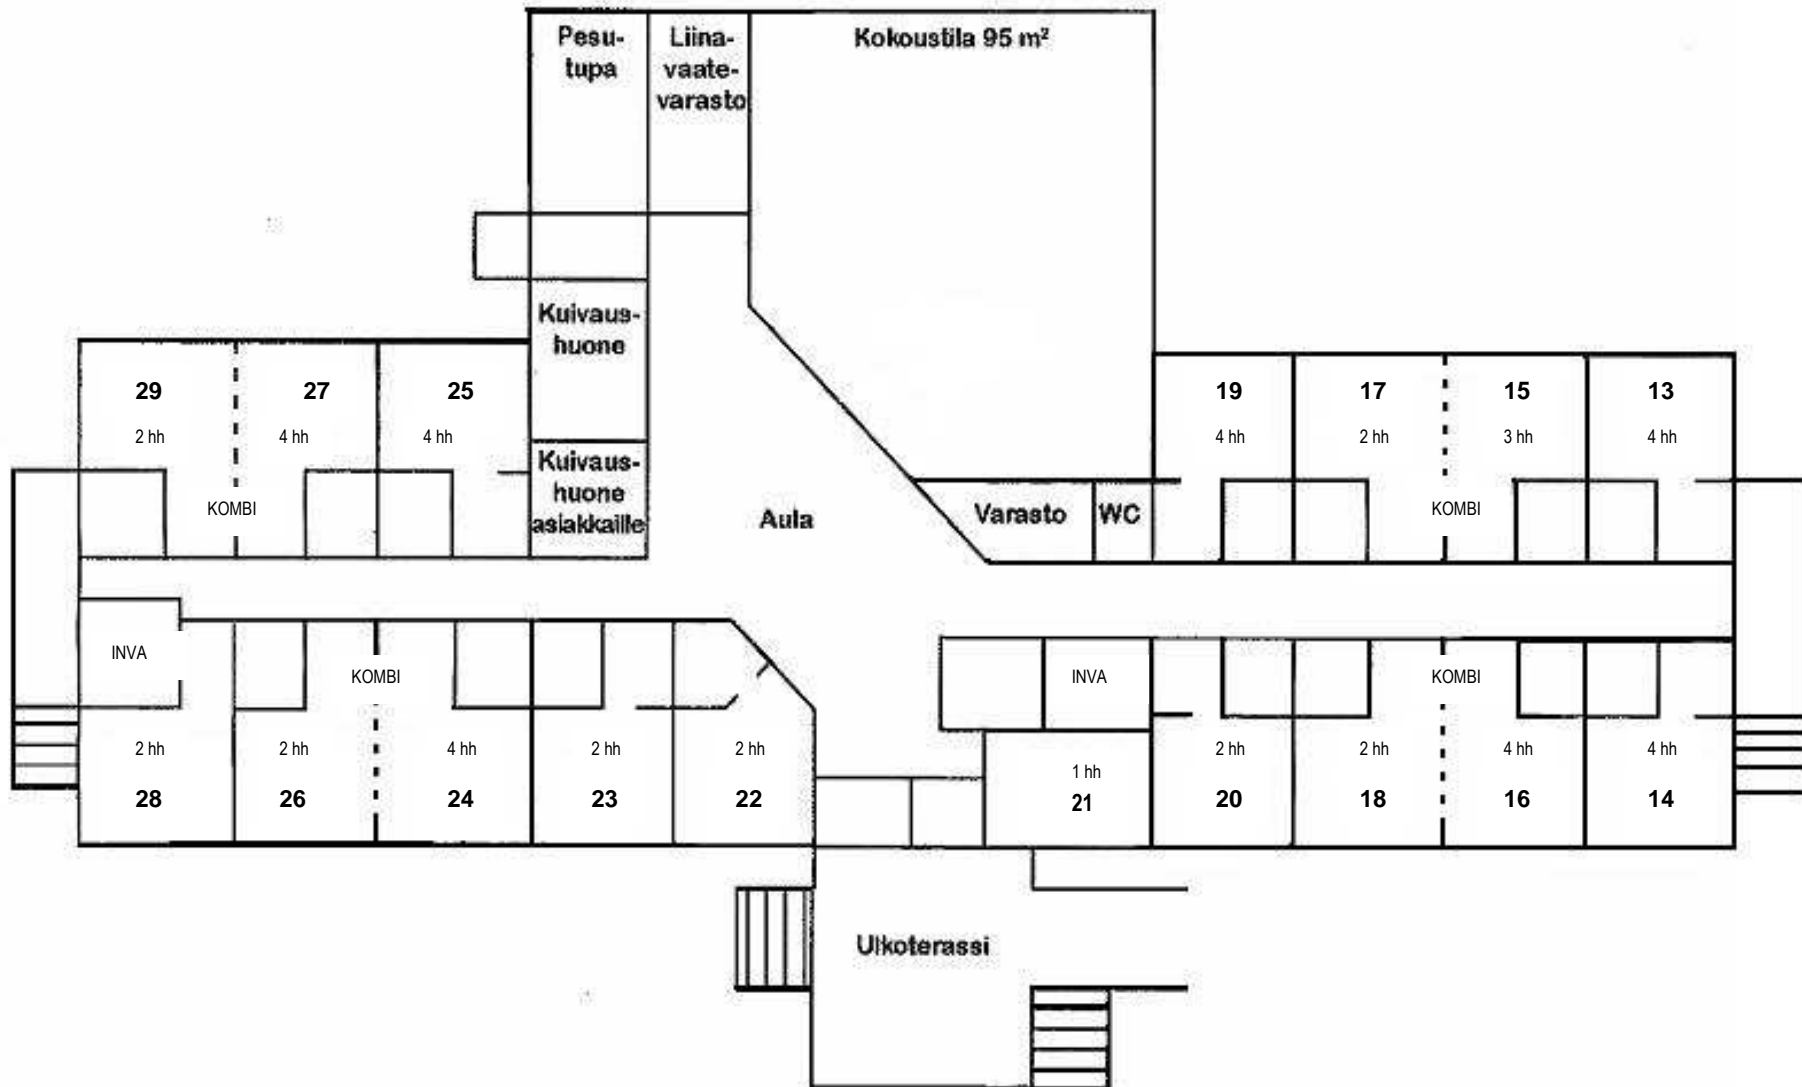 Pesu-
tupa
Liina-
vaate-
varasto
Kokoustila 95 m²
Kuivaus-
huone
Kuivaus-
huone
asiakkaille
Aula
Varasto
WC
29
2 hh
27
4 hh
25
4 hh
KOMBI
19
4 hh
17
2 hh
15
3 hh
13
4 hh
KOMBI
INVA
KOMBI
2 hh
28
2 hh
26
4 hh
24
2 hh
23
2 hh
22
INVA
KOMBI
1 hh
21
2 hh
20
2 hh
18
4 hh
16
4 hh
14
Ulkoterassi